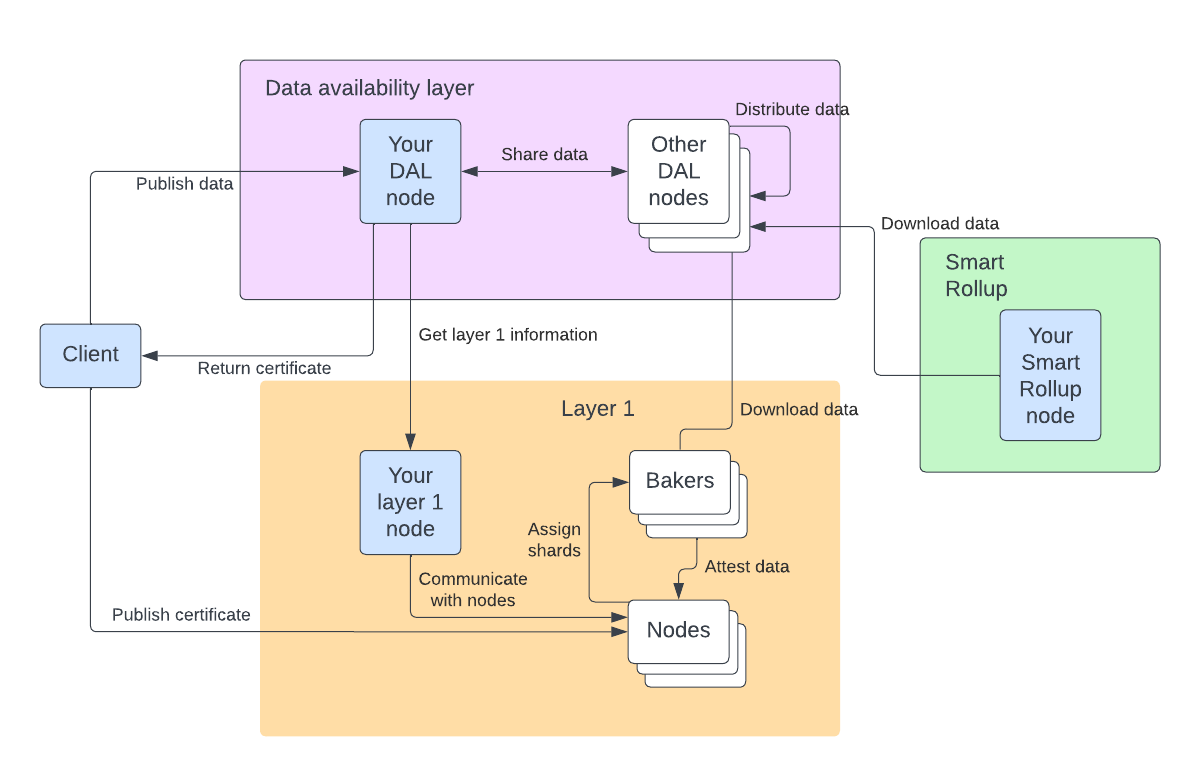 Data availability layer
Distribute data
Your
DAL
node
Share data
Other
DAL
nodes
Publish data
Download data
Smart
Rollup
Your
Smart
Rollup
node
Client
Get layer 1 information
Return certificate
Layer 1
Download data
Your
layer 1
node
Bakers
Assign
shards
Attest data
Communicate
with nodes
Publish certificate
Nodes